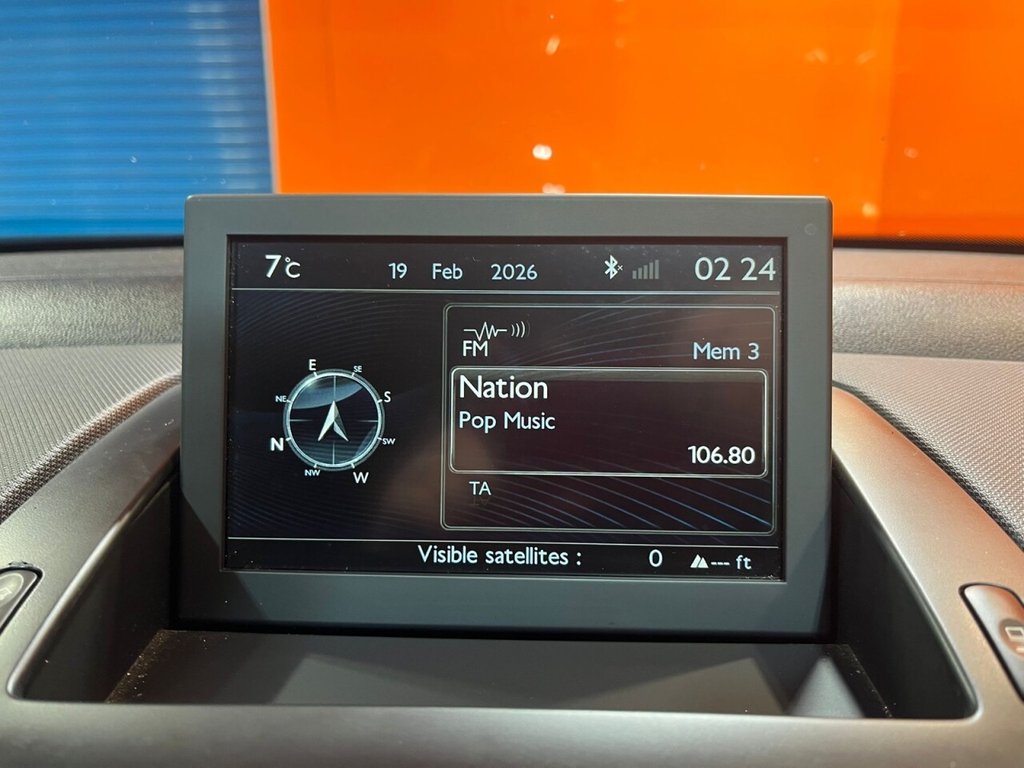 7°C 19 Feb 2026 02 24
FM
Mem 3
Nation
Pop Music
106.80
TA
E
SE
NE
S
N
SW
NW
W
Visible satellites : 0 --- ft